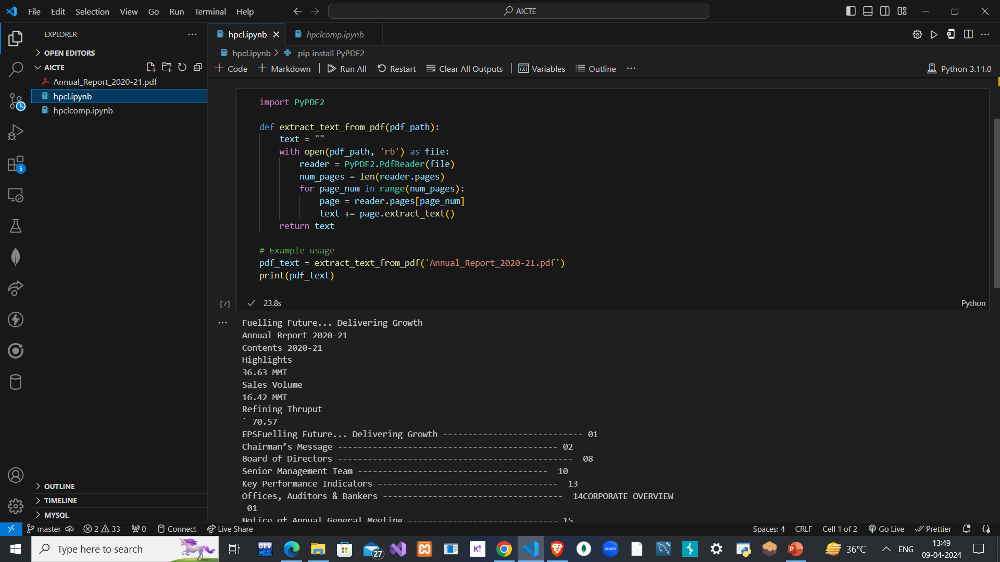 File Edit Selection View Go Run Terminal Help
AICTE
EXPLORER
OPEN EDITORS
AICTE
Annual_Report_2020-21.pdf
hpcl.ipynb
hpclcomp.ipynb
5
OUTLINE
TIMELINE
MYSQL
hpcl.ipynb
hpclcomp.ipynb
hpcl.ipynb > pip install PyPDF2
+ Code + Markdown Run All Restart Clear All Outputs Variables Outline ...
Python 3.11.0
import PyPDF2
def extract_text_from_pdf(pdf_path):
    text = ""
    with open(pdf_path, 'rb') as file:
        reader = PyPDF2.PdfReader(file)
        num_pages = len(reader.pages)
        for page_num in range(num_pages):
            page = reader.pages[page_num]
            text += page.extract_text()
    return text
# Example usage
pdf_text = extract_text_from_pdf('Annual_Report_2020-21.pdf')
print(pdf_text)
[7] 23.8s
Python
Fuelling Future... Delivering Growth
Annual Report 2020-21
Contents 2020-21
Highlights
36.63 MMT
Sales Volume
16.42 MMT
Refining Thruput
` 70.57
EPSFuelling Future... Delivering Growth ---------------------------- 01
Chairman’s Message -------------------------------------------- 02
Board of Directors -----------------------------------------------  08
Senior Management Team --------------------------------------  10
Key Performance Indicators ------------------------------------  13
Offices, Auditors & Bankers ------------------------------------  14CORPORATE OVERVIEW
 01
Notice of Annual General Meeting ------------------------------ 15
master 2 33 0 Connect Live Share
Spaces: 4 CRLF Cell 1 of 2 Go Live Prettier
Type here to search
DEV
27
K!
zoom
P
36°C
ENG
13:49
09-04-2024